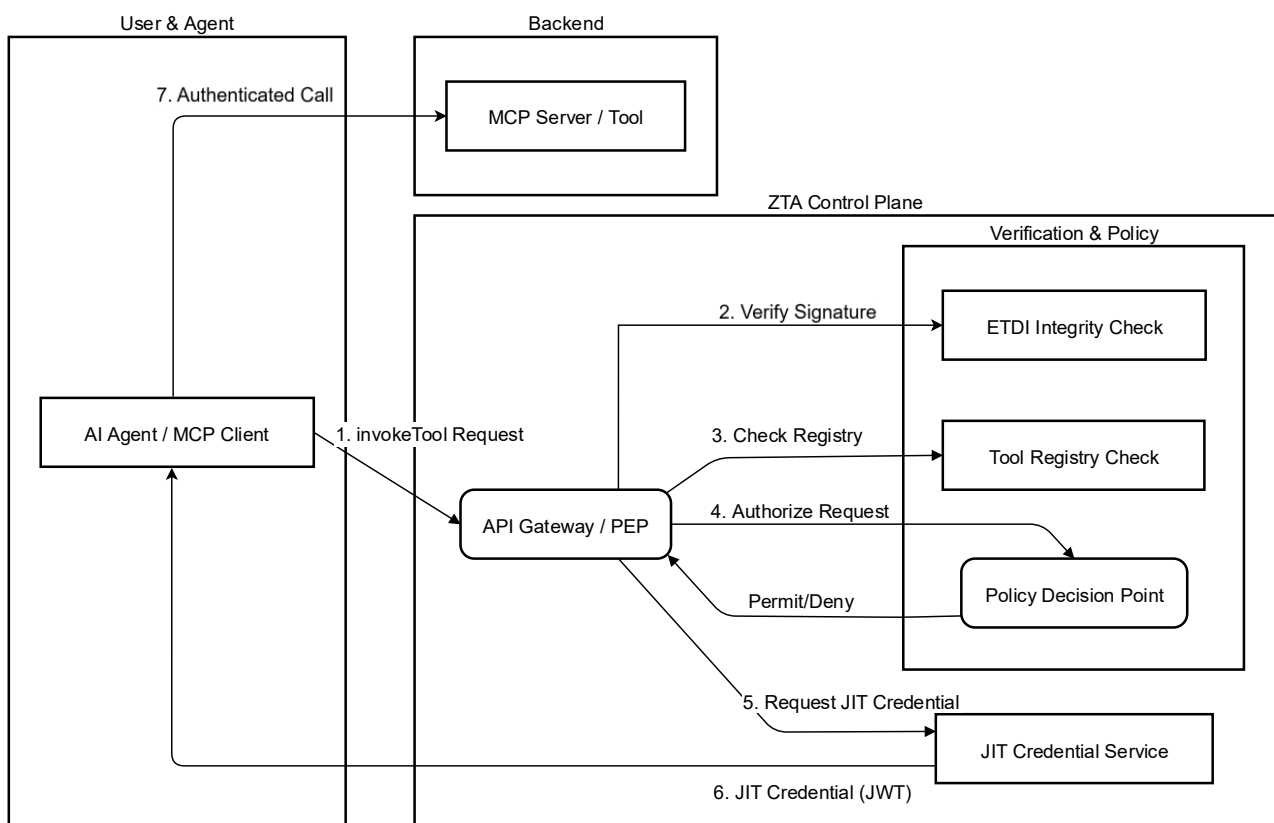 User & Agent
Backend
7. Authenticated Call
MCP Server / Tool
ZTA Control Plane
Verification & Policy
2. Verify Signature
ETDI Integrity Check
AI Agent / MCP Client
1. invokeTool Request
3. Check Registry
Tool Registry Check
API Gateway / PEP
4. Authorize Request
Permit/Deny
Policy Decision Point
5. Request JIT Credential
JIT Credential Service
6. JIT Credential (JWT)